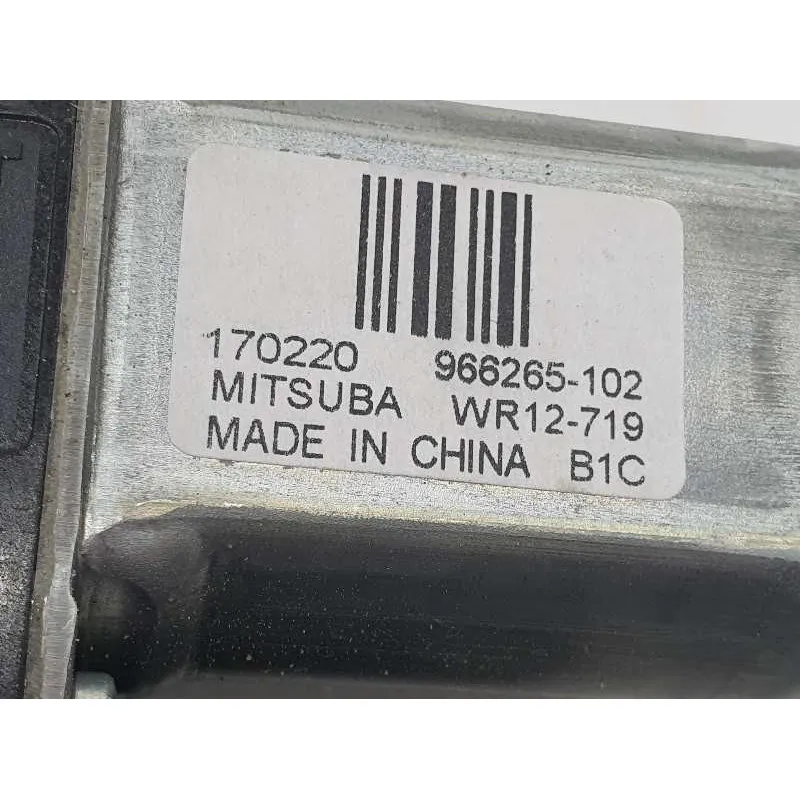 170220 966265-102
MITSUBA WR12-719
MADE IN CHINA B1C